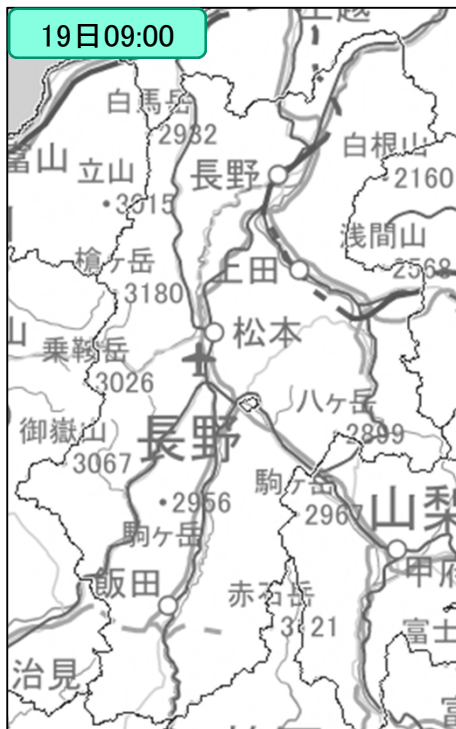 19日09:00
上越
白馬岳
2932
富山
立山
3015
長野
白根山
2160
浅間山
2568
槍ヶ岳
3180
上田
松本
乗鞍岳
3026
八ヶ岳
2899
御嶽山
3067
長野
駒ヶ岳
2967
山梨
2956
駒ヶ岳
甲府
飯田
赤石岳
3121
富士
治見